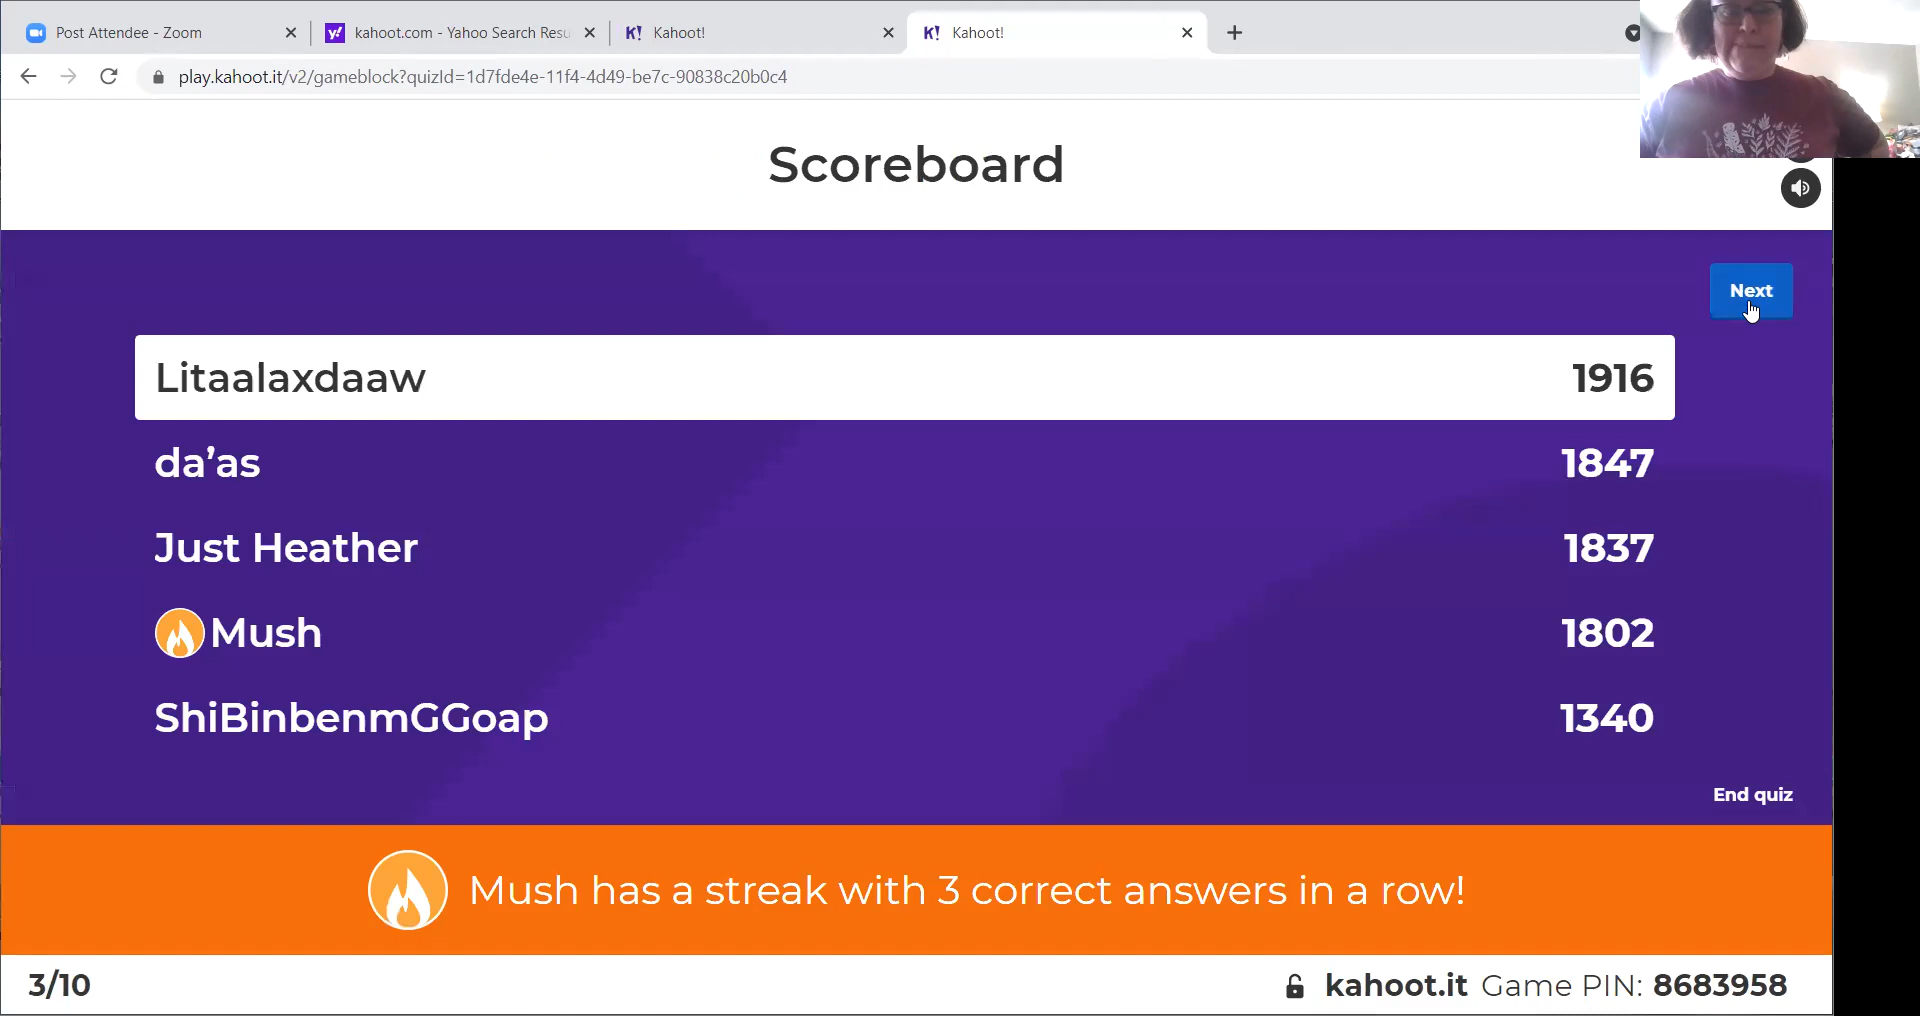 Post Attendee - Zoom
y! kahoot.com - Yahoo Search Resu
K! Kahoot!
K! Kahoot!
play.kahoot.it/v2/gameblock?quizId=1d7fde4e-11f4-4d49-be7c-90838c20b0c4
Scoreboard
Next
Litaalaxdaaw 1916
da’as 1847
Just Heather 1837
Mush 1802
ShiBinbenmGGoap 1340
End quiz
Mush has a streak with 3 correct answers in a row!
3/10 kahoot.it Game PIN: 8683958